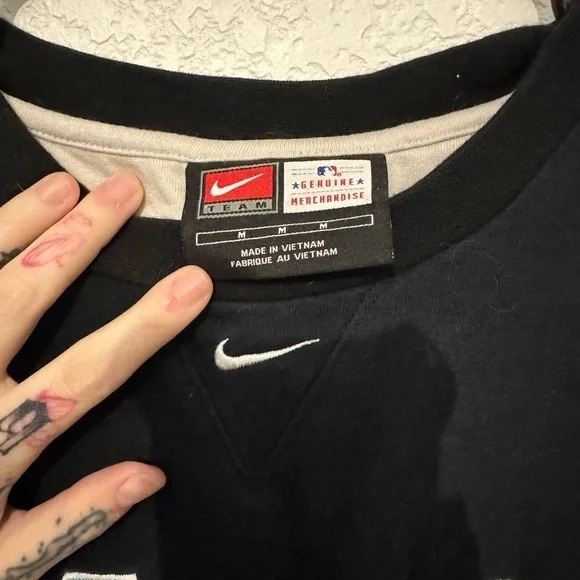 TEAM
GENUINE
MERCHANDISE
M M M
MADE IN VIETNAM
FABRIQUE AU VIETNAM